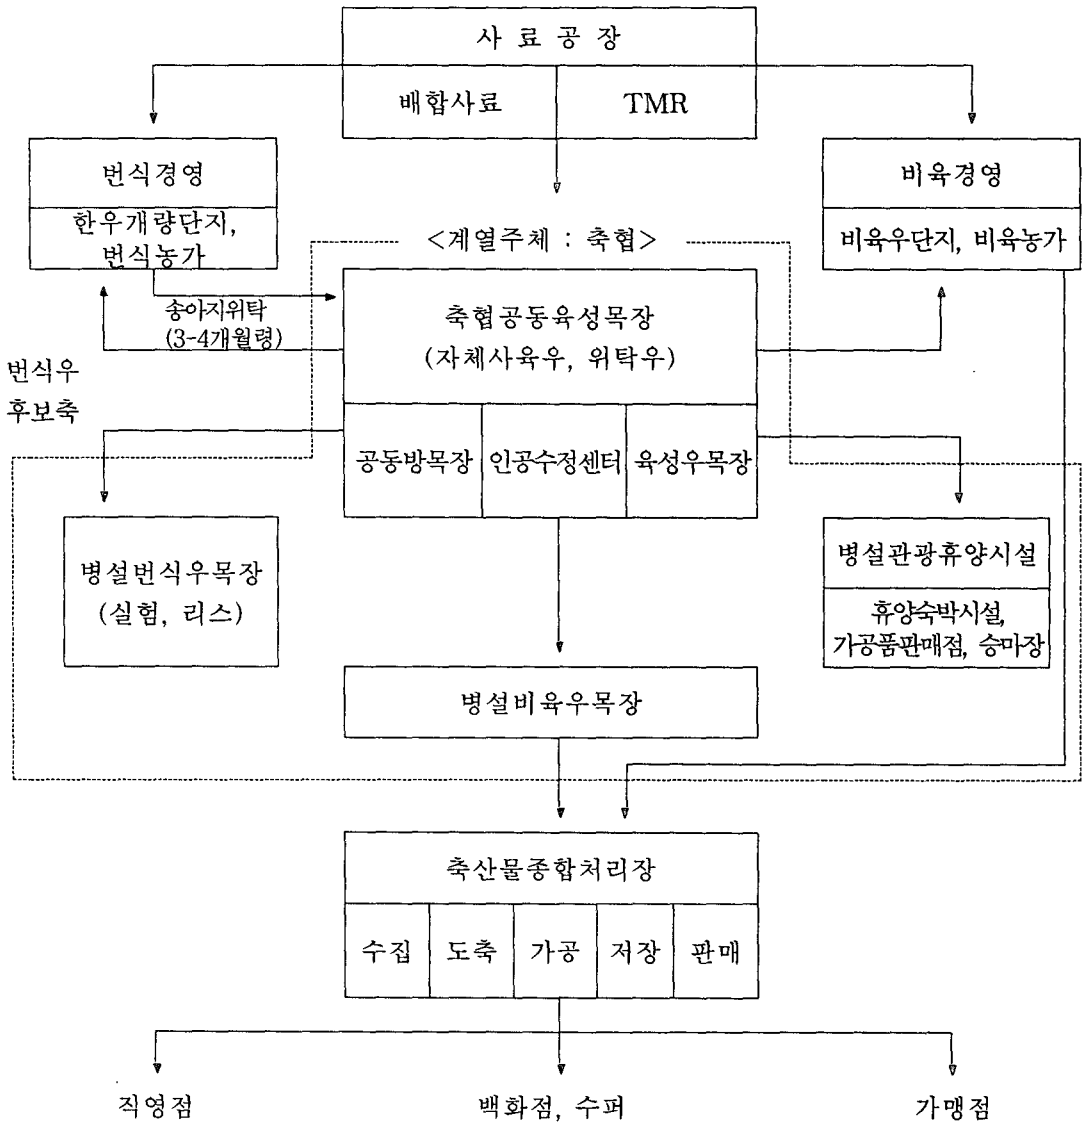 사 료 공 장
배합사료
TMR
번식경영
한우개량단지,
번식농가
비육경영
비육우단지, 비육농가
<계열주체 : 축협>
송아지위탁
(3-4개월령)
번식우
후보축
축협공동육성목장
(자체사육우, 위탁우)
공동방목장
인공수정센터
육성우목장
병설번식우목장
(실험, 리스)
병설관광휴양시설
휴양숙박시설,
가공품판매점, 승마장
병설비육우목장
축산물종합처리장
수집
도축
가공
저장
판매
직영점
백화점, 수퍼
가맹점